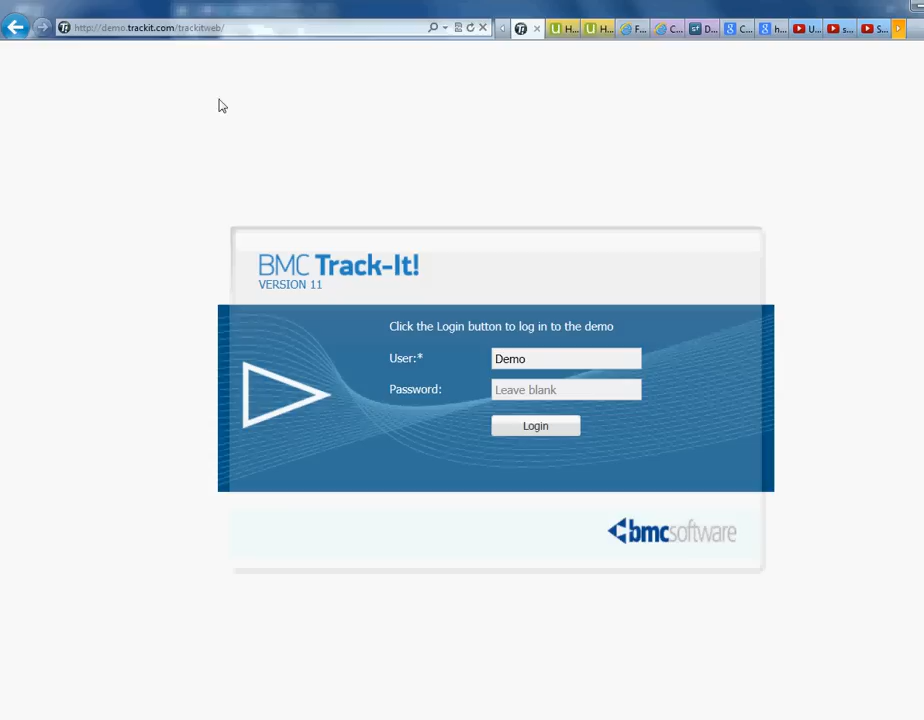 http://demo.trackit.com/trackitweb/
H...
H...
F...
C...
D...
C...
h...
U...
s...
S...
BMC Track-It!
VERSION 11
Click the Login button to log in to the demo
User:*
Demo
Password:
Leave blank
Login
bmcsoftware